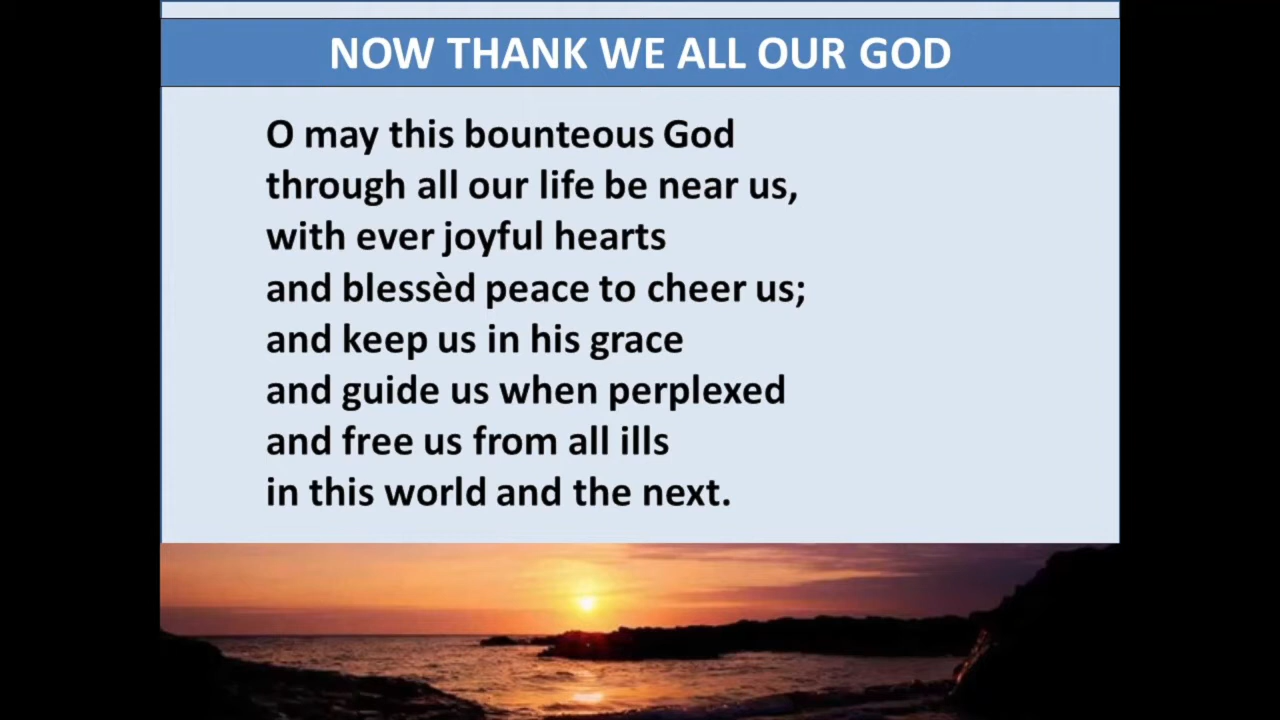 NOW THANK WE ALL OUR GOD
O may this bounteous God
through all our life be near us,
with ever joyful hearts
and blessèd peace to cheer us;
and keep us in his grace
and guide us when perplexed
and free us from all ills
in this world and the next.